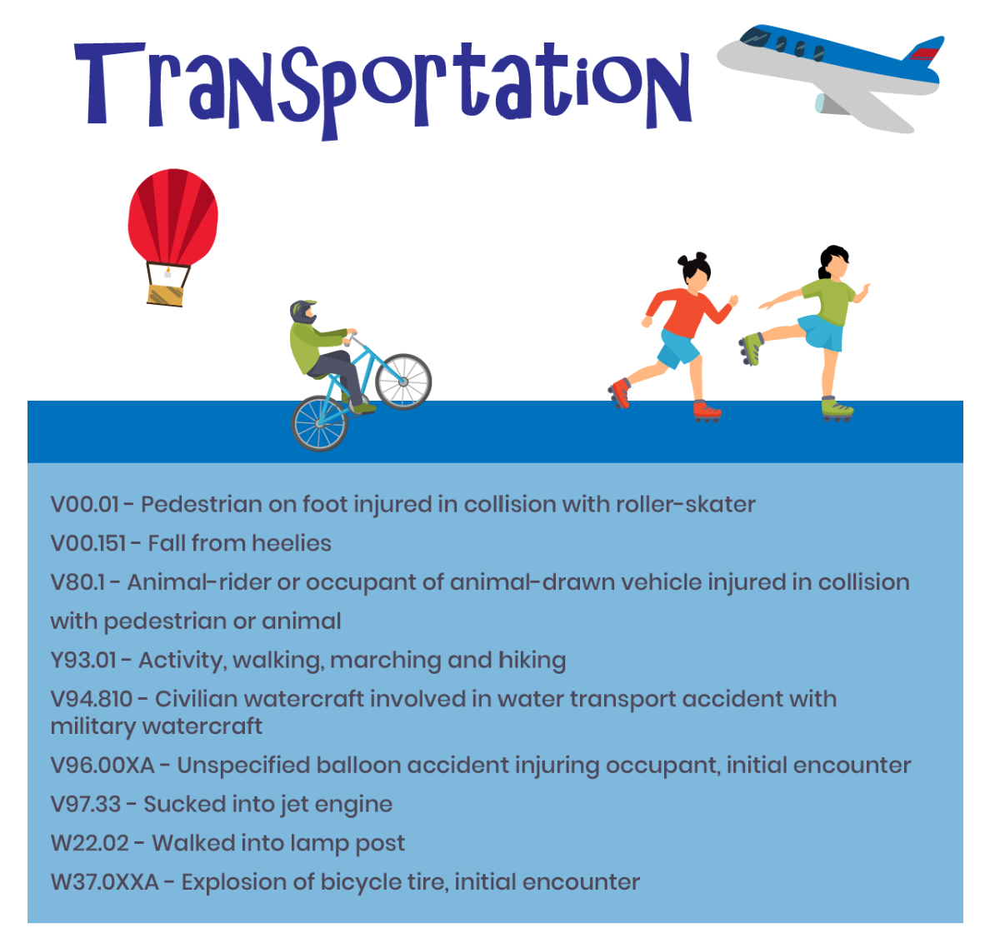 Transportation
V00.01 - Pedestrian on foot injured in collision with roller-skater
V00.151 - Fall from heelies
V80.1 - Animal-rider or occupant of animal-drawn vehicle injured in collision
with pedestrian or animal
Y93.01 - Activity, walking, marching and hiking
V94.810 - Civilian watercraft involved in water transport accident with
military watercraft
V96.00XA - Unspecified balloon accident injuring occupant, initial encounter
V97.33 - Sucked into jet engine
W22.02 - Walked into lamp post
W37.0XXA - Explosion of bicycle tire, initial encounter